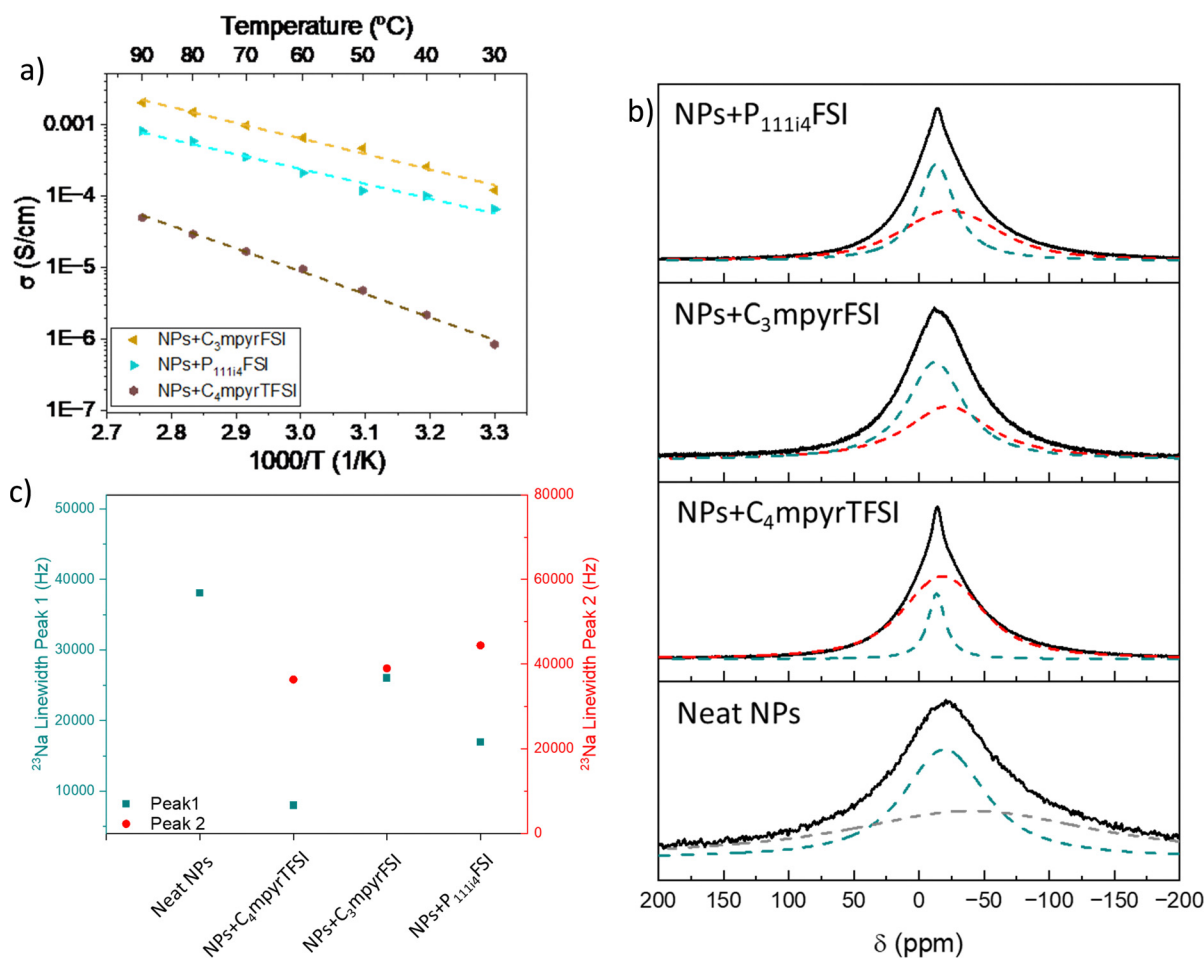 a)
Temperature (ºC)
90 80 70 60 50 40 30
σ (S/cm)
0.001
1E−4
1E−5
1E−6
1E−7
NPs+C₃mpyrFSI
NPs+P₁₁₁ᵢ₄FSI
NPs+C₄mpyrTFSI
2.7 2.8 2.9 3.0 3.1 3.2 3.3
1000/T (1/K)
b)
NPs+P₁₁₁ᵢ₄FSI
NPs+C₃mpyrFSI
NPs+C₄mpyrTFSI
Neat NPs
200 150 100 50 0 −50 −100 −150 −200
δ (ppm)
c)
²³Na Linewidth Peak 1 (Hz)
50000
40000
30000
20000
10000
Peak1
Peak 2
80000
60000
40000
20000
0
²³Na Linewidth Peak 2 (Hz)
Neat NPs
NPs+C₄mpyrTFSI
NPs+C₃mpyrFSI
NPs+P₁₁₁ᵢ₄FSI